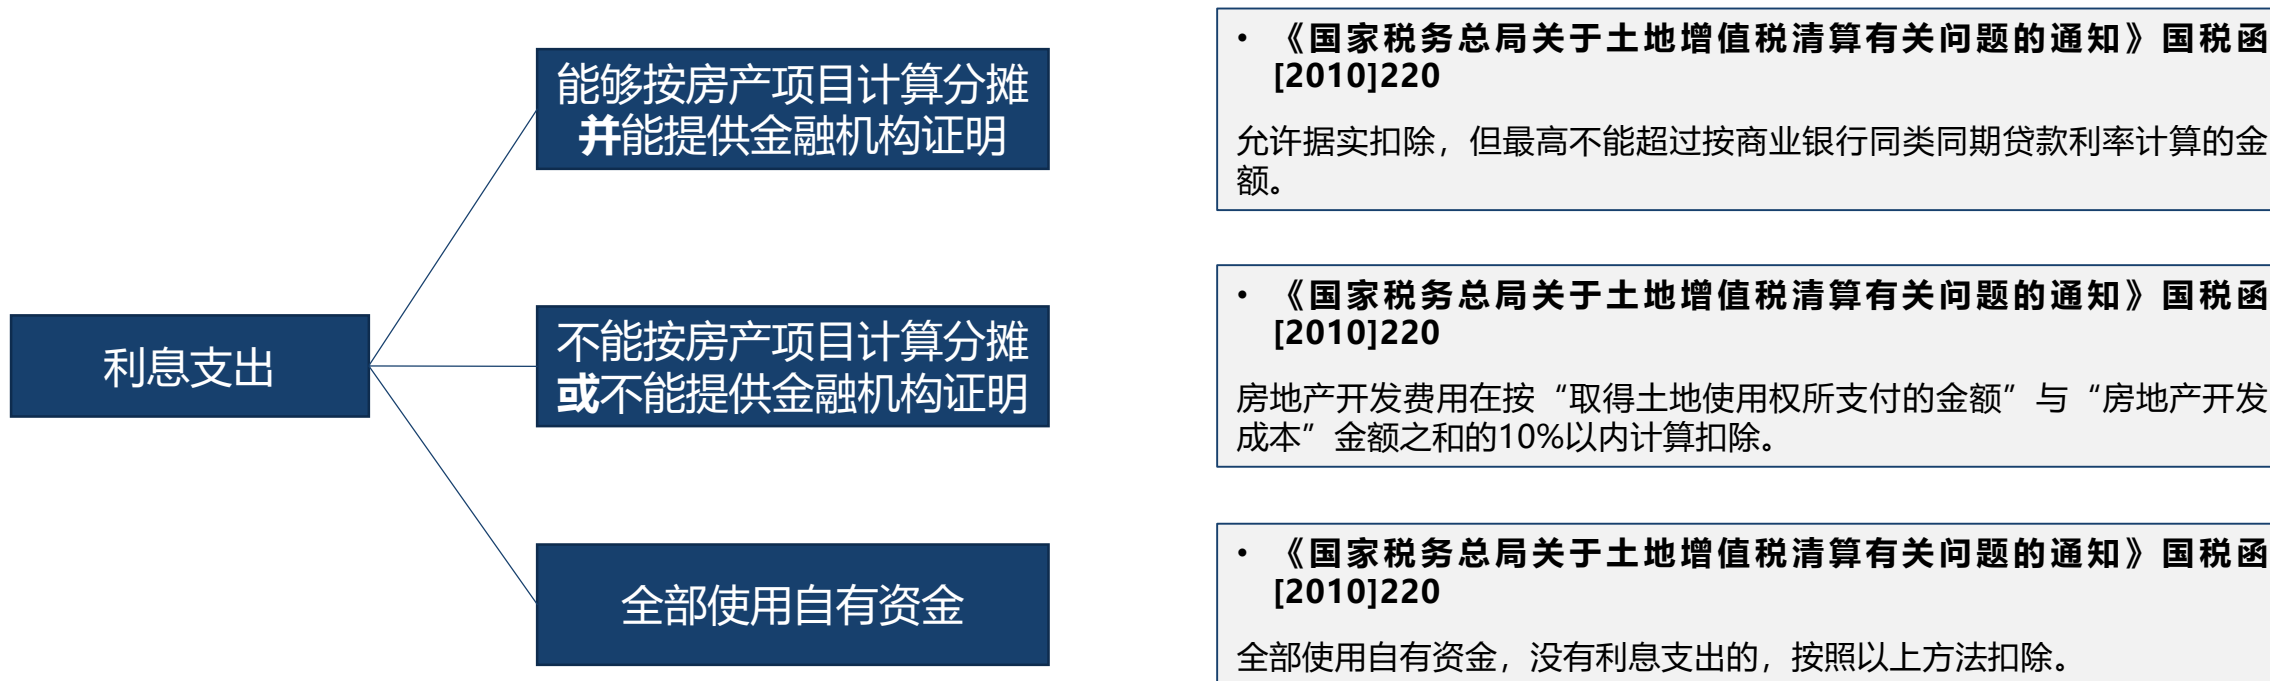 利息支出
能够按房产项目计算分摊
并能提供金融机构证明
• 《国家税务总局关于土地增值税清算有关问题的通知》国税函
[2010]220
允许据实扣除，但最高不能超过按商业银行同类同期贷款利率计算的金
额。
不能按房产项目计算分摊
或不能提供金融机构证明
• 《国家税务总局关于土地增值税清算有关问题的通知》国税函
[2010]220
房地产开发费用在按“取得土地使用权所支付的金额”与“房地产开发
成本”金额之和的10%以内计算扣除。
全部使用自有资金
• 《国家税务总局关于土地增值税清算有关问题的通知》国税函
[2010]220
全部使用自有资金，没有利息支出的，按照以上方法扣除。